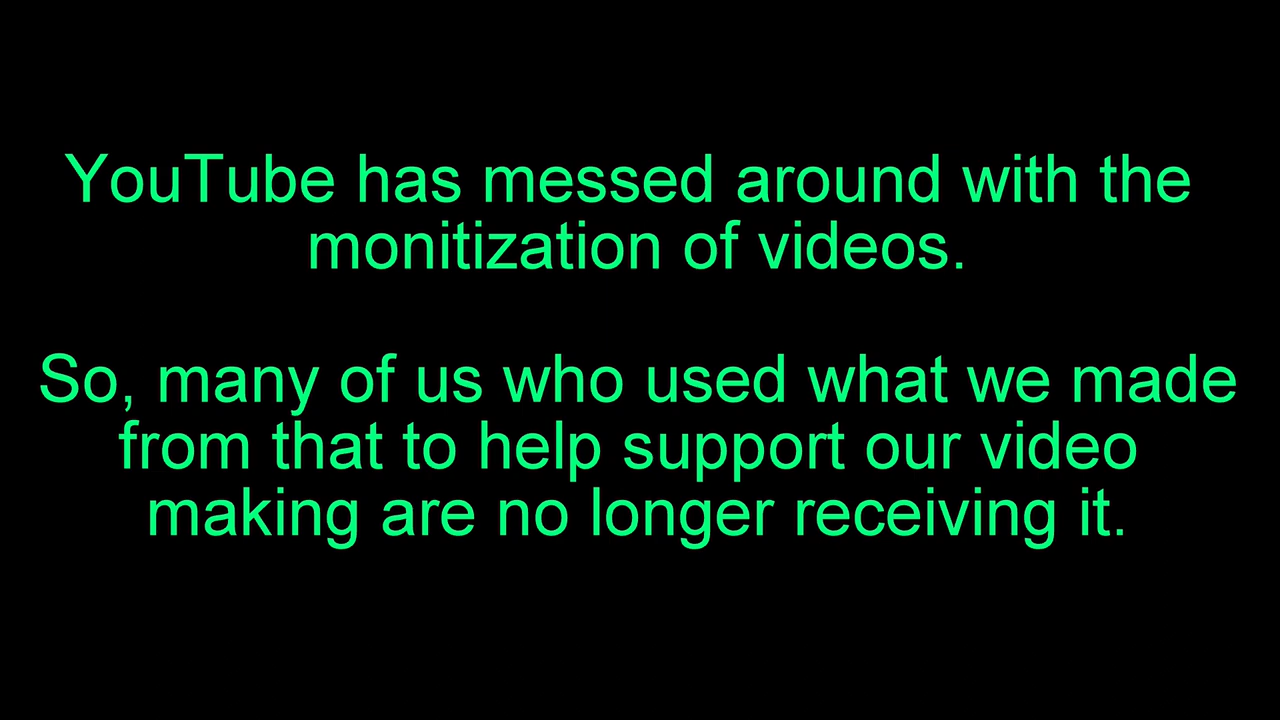 YouTube has messed around with the
monitization of videos.
So, many of us who used what we made
from that to help support our video
making are no longer receiving it.